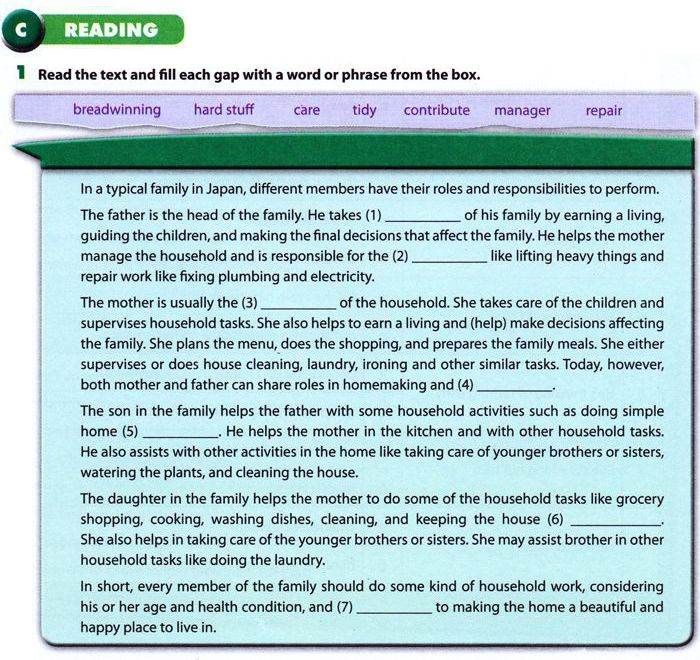 C READING
1 Read the text and fill each gap with a word or phrase from the box.
breadwinning hard stuff care tidy contribute manager repair
In a typical family in Japan, different members have their roles and responsibilities to perform.
The father is the head of the family. He takes (1) __________ of his family by earning a living,
guiding the children, and making the final decisions that affect the family. He helps the mother
manage the household and is responsible for the (2) __________ like lifting heavy things and
repair work like fixing plumbing and electricity.
The mother is usually the (3) __________ of the household. She takes care of the children and
supervises household tasks. She also helps to earn a living and (help) make decisions affecting
the family. She plans the menu, does the shopping, and prepares the family meals. She either
supervises or does house cleaning, laundry, ironing and other similar tasks. Today, however,
both mother and father can share roles in homemaking and (4) __________.
The son in the family helps the father with some household activities such as doing simple
home (5) __________. He helps the mother in the kitchen and with other household tasks.
He also assists with other activities in the home like taking care of younger brothers or sisters,
watering the plants, and cleaning the house.
The daughter in the family helps the mother to do some of the household tasks like grocery
shopping, cooking, washing dishes, cleaning, and keeping the house (6) __________.
She also helps in taking care of the younger brothers or sisters. She may assist brother in other
household tasks like doing the laundry.
In short, every member of the family should do some kind of household work, considering
his or her age and health condition, and (7) __________ to making the home a beautiful and
happy place to live in.